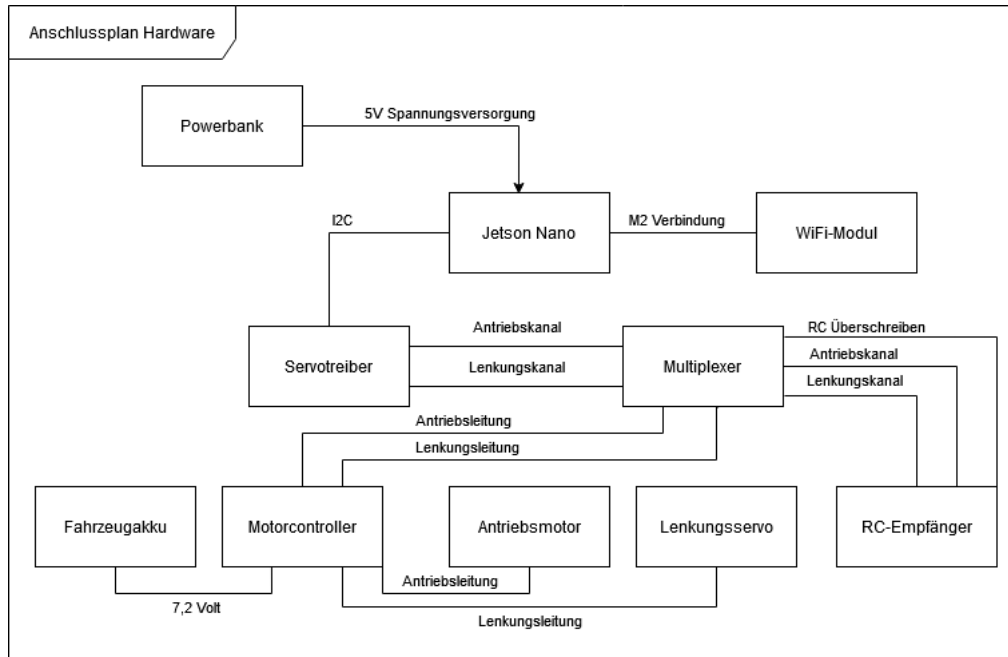 Anschlussplan Hardware
5V Spannungsversorgung
Powerbank
I2C
Jetson Nano
M2 Verbindung
WiFi-Modul
Antriebskanal
RC Überschreiben
Servotreiber
Lenkungskanal
Multiplexer
Antriebskanal
Lenkungskanal
Antriebsleitung
Lenkungsleitung
Fahrzeugakku
Motorcontroller
Antriebsmotor
Lenkungsservo
RC-Empfänger
Antriebsleitung
7,2 Volt
Lenkungsleitung